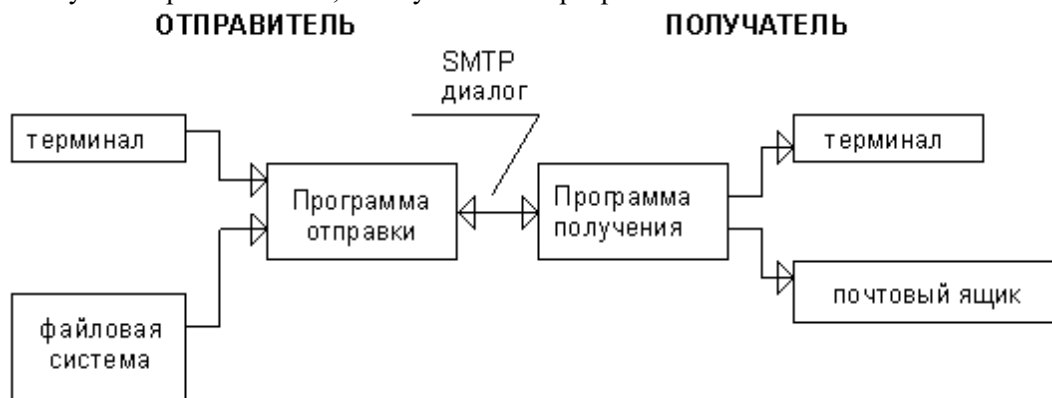 ОТПРАВИТЕЛЬ
ПОЛУЧАТЕЛЬ
SMTP
диалог
терминал
терминал
Программа
отправки
Программа
получения
файловая
система
почтовый ящик